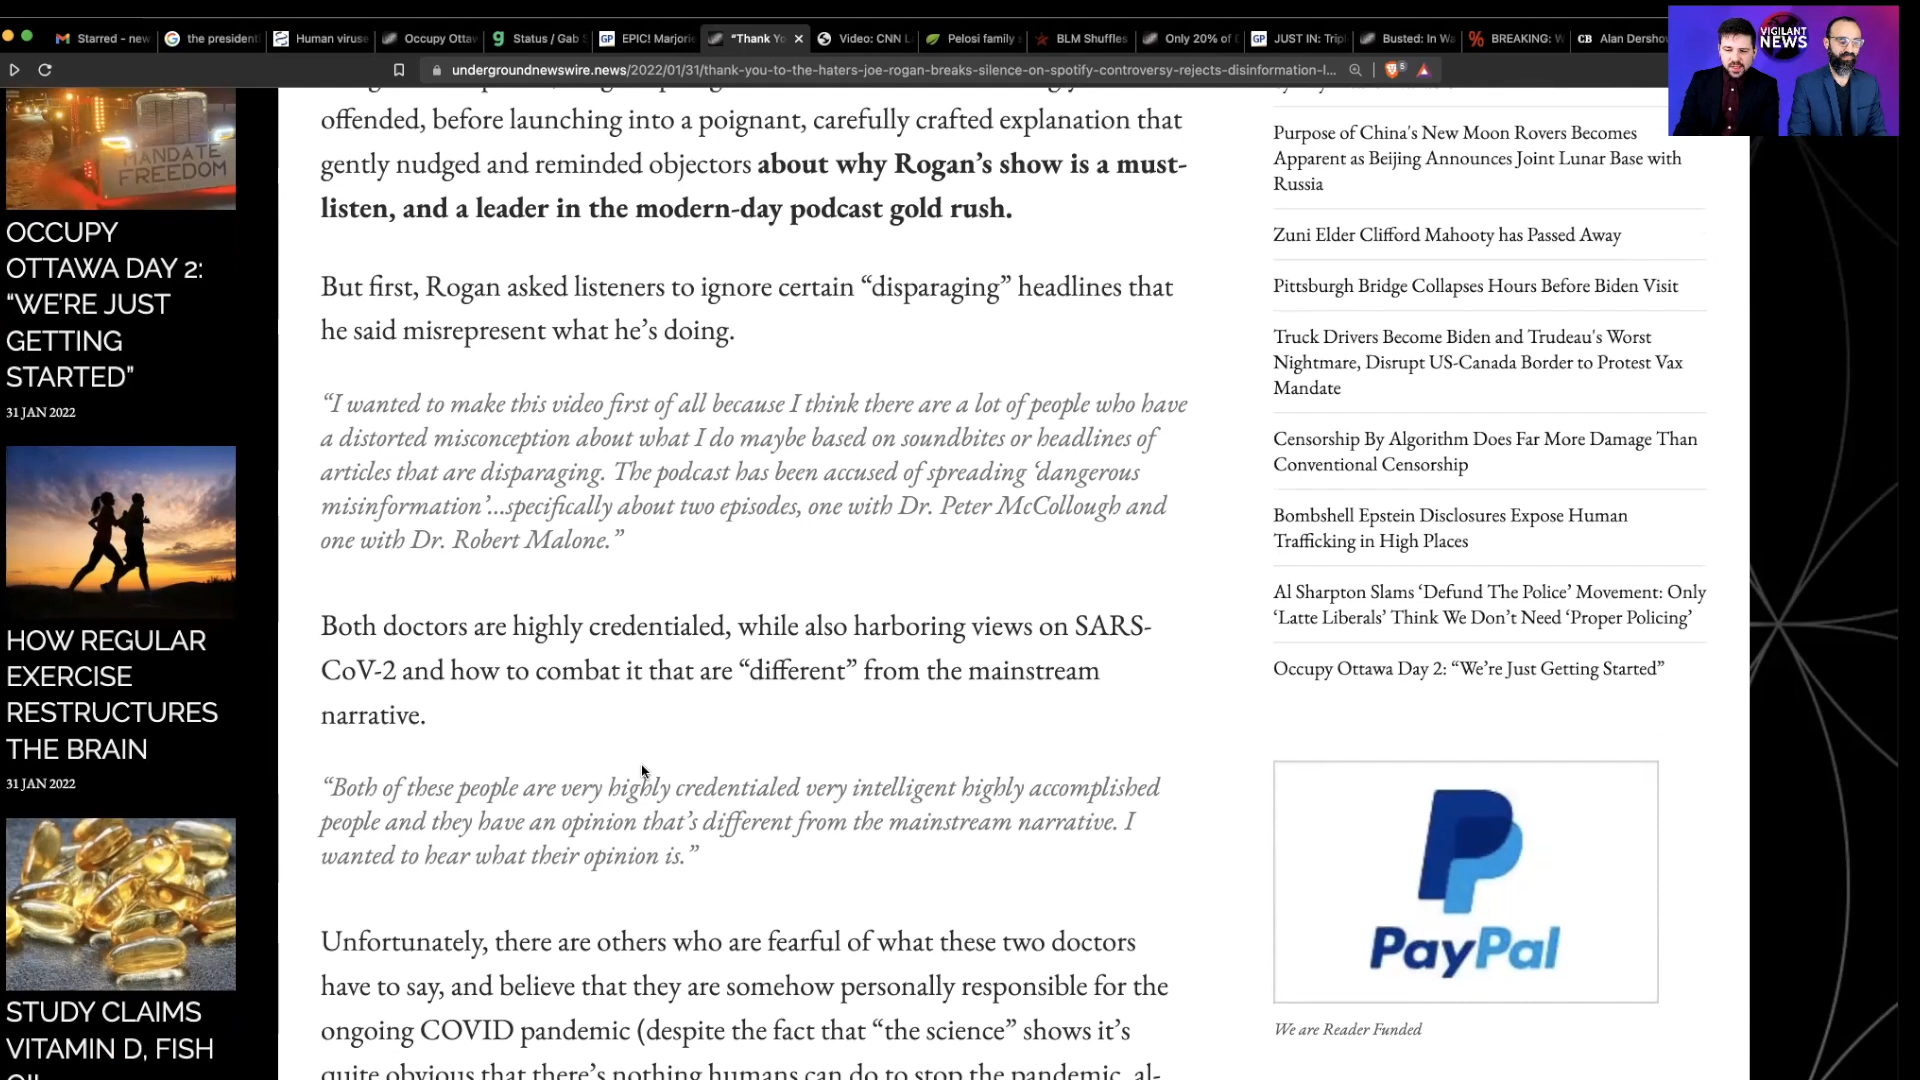 Starred - new
the president
Human viruse
Occupy Ottav
Status / Gab
EPIC! Marjorie
“Thank Yo
Video: CNN L
Pelosi family
BLM Shuffles
Only 20% of
JUST IN: Tripl
Busted: In Wa
BREAKING: W
CB Alan Dershov
VIGILANT
NEWS
undergroundnewswire.news/2022/01/31/thank-you-to-the-haters-joe-rogan-breaks-silence-on-spotify-controversy-rejects-disinformation-l...
MANDATE
FREEDOM
OCCUPY
OTTAWA DAY 2:
“WE’RE JUST
GETTING
STARTED”
31 JAN 2022
HOW REGULAR
EXERCISE
RESTRUCTURES
THE BRAIN
31 JAN 2022
STUDY CLAIMS
VITAMIN D, FISH
offended, before launching into a poignant, carefully crafted explanation that
gently nudged and reminded objectors about why Rogan’s show is a must-
listen, and a leader in the modern-day podcast gold rush.
But first, Rogan asked listeners to ignore certain “disparaging” headlines that
he said misrepresent what he’s doing.
“I wanted to make this video first of all because I think there are a lot of people who have
a distorted misconception about what I do maybe based on soundbites or headlines of
articles that are disparaging. The podcast has been accused of spreading ‘dangerous
misinformation’...specifically about two episodes, one with Dr. Peter McCollough and
one with Dr. Robert Malone.”
Both doctors are highly credentialed, while also harboring views on SARS-
CoV-2 and how to combat it that are “different” from the mainstream
narrative.
“Both of these people are very highly credentialed very intelligent highly accomplished
people and they have an opinion that’s different from the mainstream narrative. I
wanted to hear what their opinion is.”
Unfortunately, there are others who are fearful of what these two doctors
have to say, and believe that they are somehow personally responsible for the
ongoing COVID pandemic (despite the fact that “the science” shows it’s
quite obvious that there’s nothing humans can do to stop the pandemic, al-
Purpose of China's New Moon Rovers Becomes
Apparent as Beijing Announces Joint Lunar Base with
Russia
Zuni Elder Clifford Mahooty has Passed Away
Pittsburgh Bridge Collapses Hours Before Biden Visit
Truck Drivers Become Biden and Trudeau's Worst
Nightmare, Disrupt US-Canada Border to Protest Vax
Mandate
Censorship By Algorithm Does Far More Damage Than
Conventional Censorship
Bombshell Epstein Disclosures Expose Human
Trafficking in High Places
Al Sharpton Slams ‘Defund The Police’ Movement: Only
‘Latte Liberals’ Think We Don’t Need ‘Proper Policing’
Occupy Ottawa Day 2: “We’re Just Getting Started”
PayPal
We are Reader Funded